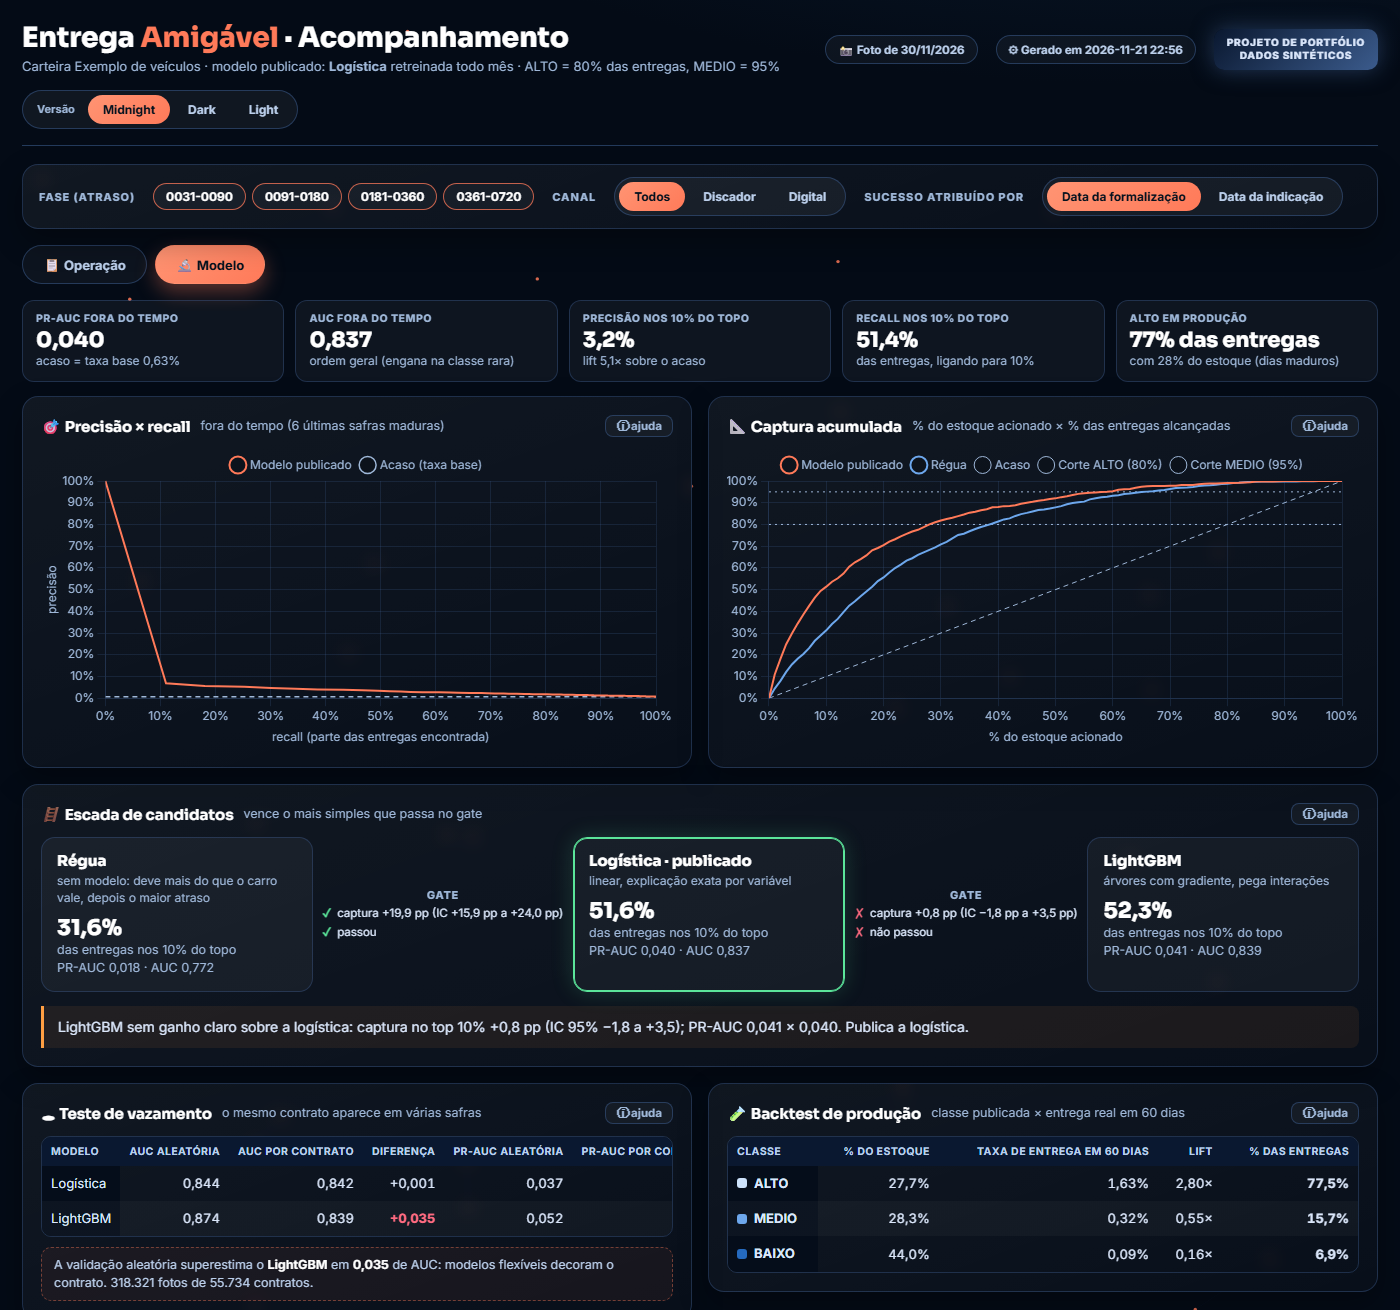 Entrega Amigável · Acompanhamento
Carteira Exemplo de veículos · modelo publicado: Logística retreinada todo mês · ALTO = 80% das entregas, MEDIO = 95%
Foto de 30/11/2026
Gerado em 2026-11-21 22:56
PROJETO DE PORTFÓLIO
DADOS SINTÉTICOS
Versão Midnight Dark Light
FASE (ATRASO) 0031-0090 0091-0180 0181-0360 0361-0720 CANAL Todos Discador Digital SUCESSO ATRIBUÍDO POR Data da formalização Data da indicação
Operação Modelo
PR-AUC FORA DO TEMPO
0,040
acaso = taxa base 0,63%
AUC FORA DO TEMPO
0,837
ordem geral (engana na classe rara)
PRECISÃO NOS 10% DO TOPO
3,2%
lift 5,1× sobre o acaso
RECALL NOS 10% DO TOPO
51,4%
das entregas, ligando para 10%
ALTO EM PRODUÇÃO
77% das entregas
com 28% do estoque (dias maduros)
Precisão × recall fora do tempo (6 últimas safras maduras) ⓘ ajuda
Modelo publicado Acaso (taxa base)
100%
90%
80%
70%
60%
50%
40%
30%
20%
10%
0%
precisão
0% 10% 20% 30% 40% 50% 60% 70% 80% 90% 100%
recall (parte das entregas encontrada)
Captura acumulada % do estoque acionado × % das entregas alcançadas ⓘ ajuda
Modelo publicado Régua Acaso Corte ALTO (80%) Corte MEDIO (95%)
100%
90%
80%
70%
60%
50%
40%
30%
20%
10%
0%
0% 10% 20% 30% 40% 50% 60% 70% 80% 90% 100%
% do estoque acionado
Escada de candidatos vence o mais simples que passa no gate ⓘ ajuda
Régua
sem modelo: deve mais do que o carro
vale, depois o maior atraso
31,6%
das entregas nos 10% do topo
PR-AUC 0,018 · AUC 0,772
GATE
✓ captura +19,9 pp (IC +15,9 pp a +24,0 pp)
✓ passou
Logística · publicado
linear, explicação exata por variável
51,6%
das entregas nos 10% do topo
PR-AUC 0,040 · AUC 0,837
GATE
✗ captura +0,8 pp (IC −1,8 pp a +3,5 pp)
✗ não passou
LightGBM
árvores com gradiente, pega interações
52,3%
das entregas nos 10% do topo
PR-AUC 0,041 · AUC 0,839
LightGBM sem ganho claro sobre a logística: captura no top 10% +0,8 pp (IC 95% −1,8 a +3,5); PR-AUC 0,041 × 0,040. Publica a logística.
Teste de vazamento o mesmo contrato aparece em várias safras ⓘ ajuda
MODELO AUC ALEATÓRIA AUC POR CONTRATO DIFERENÇA PR-AUC ALEATÓRIA PR-AUC POR CO
Logística 0,844 0,842 +0,001 0,037
LightGBM 0,874 0,839 +0,035 0,052
A validação aleatória superestima o LightGBM em 0,035 de AUC: modelos flexíveis decoram o
contrato. 318.321 fotos de 55.734 contratos.
Backtest de produção classe publicada × entrega real em 60 dias ⓘ ajuda
CLASSE % DO ESTOQUE TAXA DE ENTREGA EM 60 DIAS LIFT % DAS ENTREGAS
ALTO 27,7% 1,63% 2,80× 77,5%
MEDIO 28,3% 0,32% 0,55× 15,7%
BAIXO 44,0% 0,09% 0,16× 6,9%